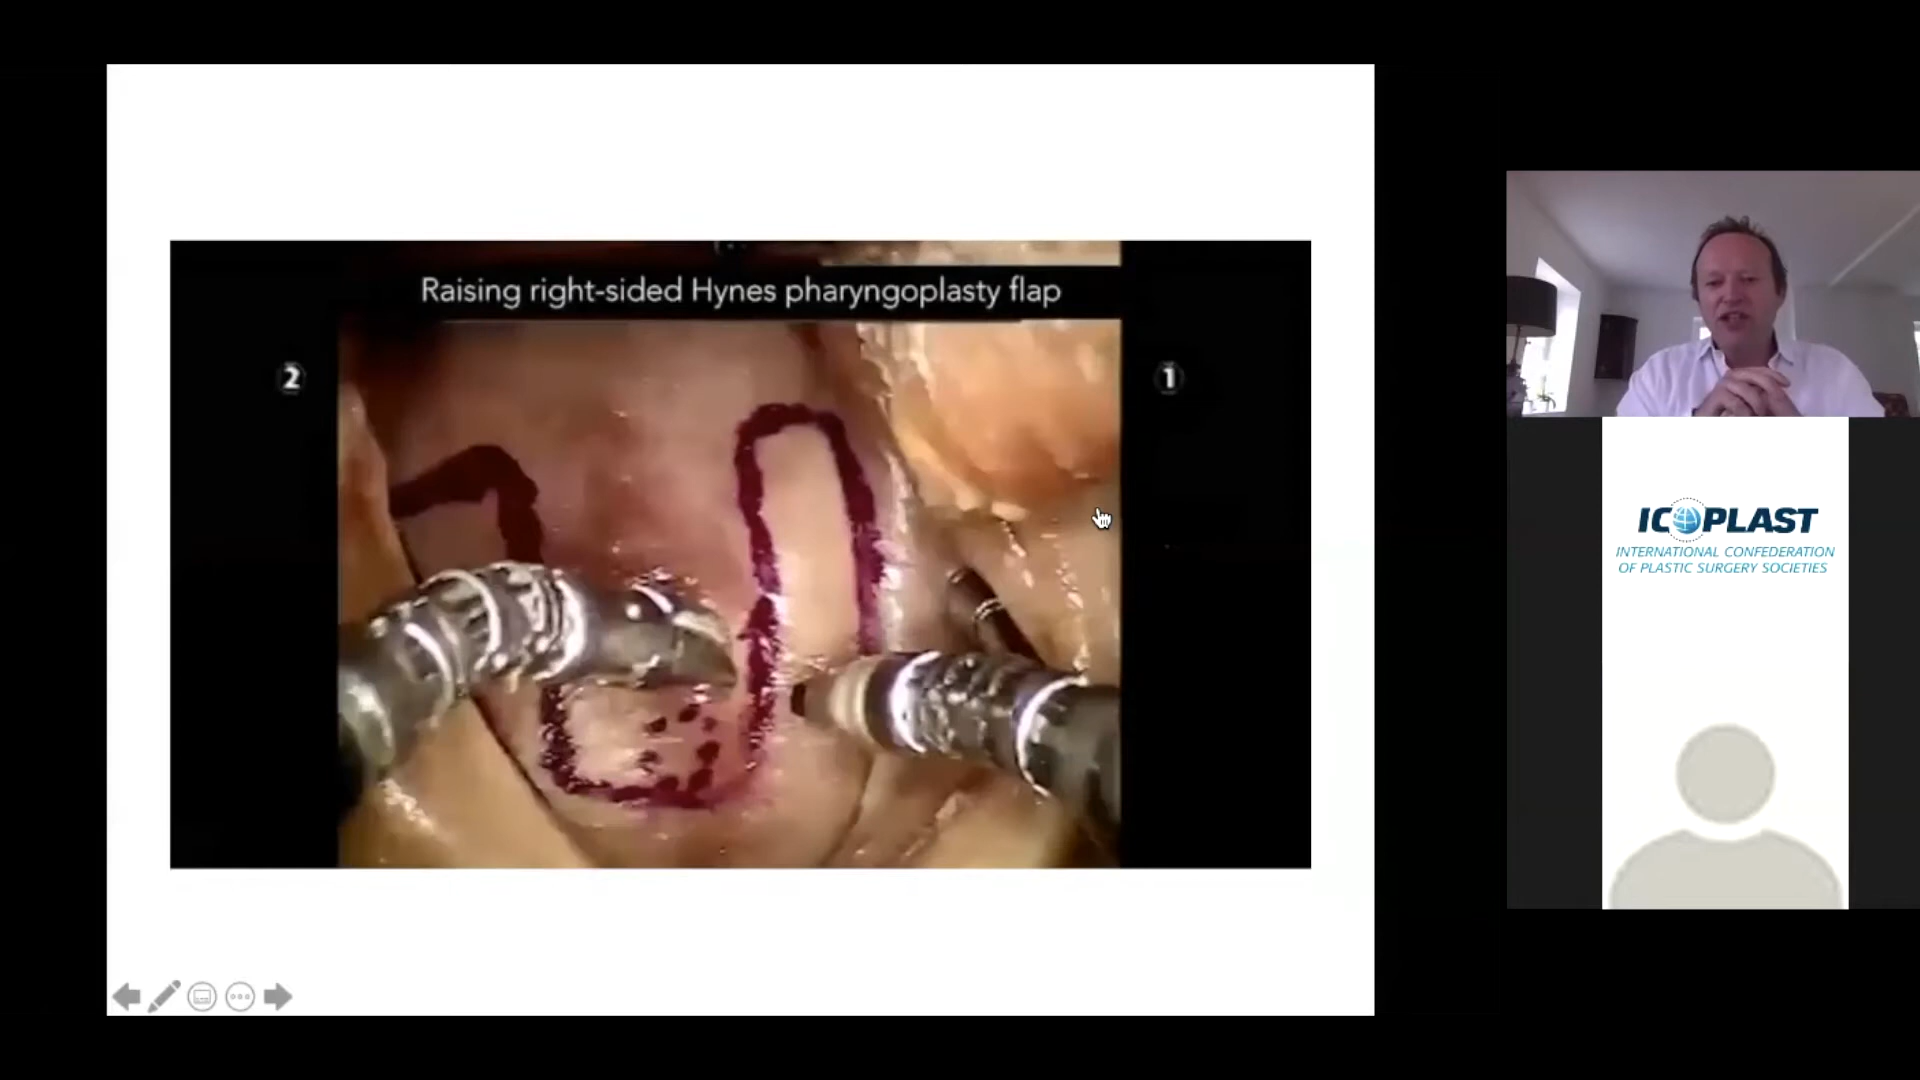 Raising right-sided Hynes pharyngoplasty flap
2
1
ICOPLAST
INTERNATIONAL CONFEDERATION
OF PLASTIC SURGERY SOCIETIES